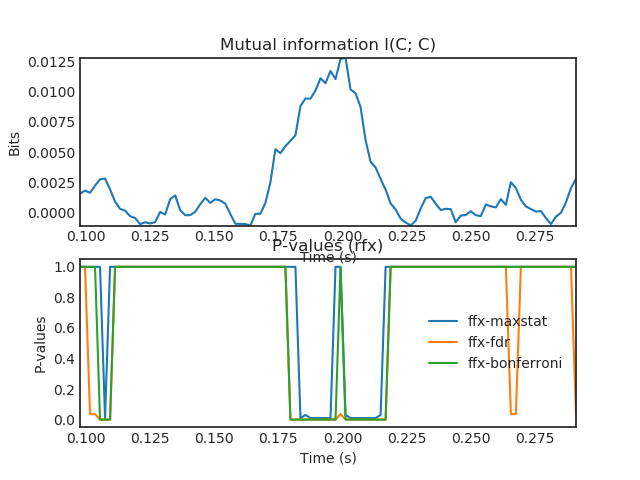 Mutual information I(C; C)
0.0125
0.0100
0.0075
0.0050
0.0025
0.0000
Bits
0.100 0.125 0.150 0.175 0.200 0.225 0.250 0.275
Time (s)
P-values (rfx)
1.0
0.8
0.6
0.4
0.2
0.0
P-values
ffx-maxstat
ffx-fdr
ffx-bonferroni
0.100 0.125 0.150 0.175 0.200 0.225 0.250 0.275
Time (s)